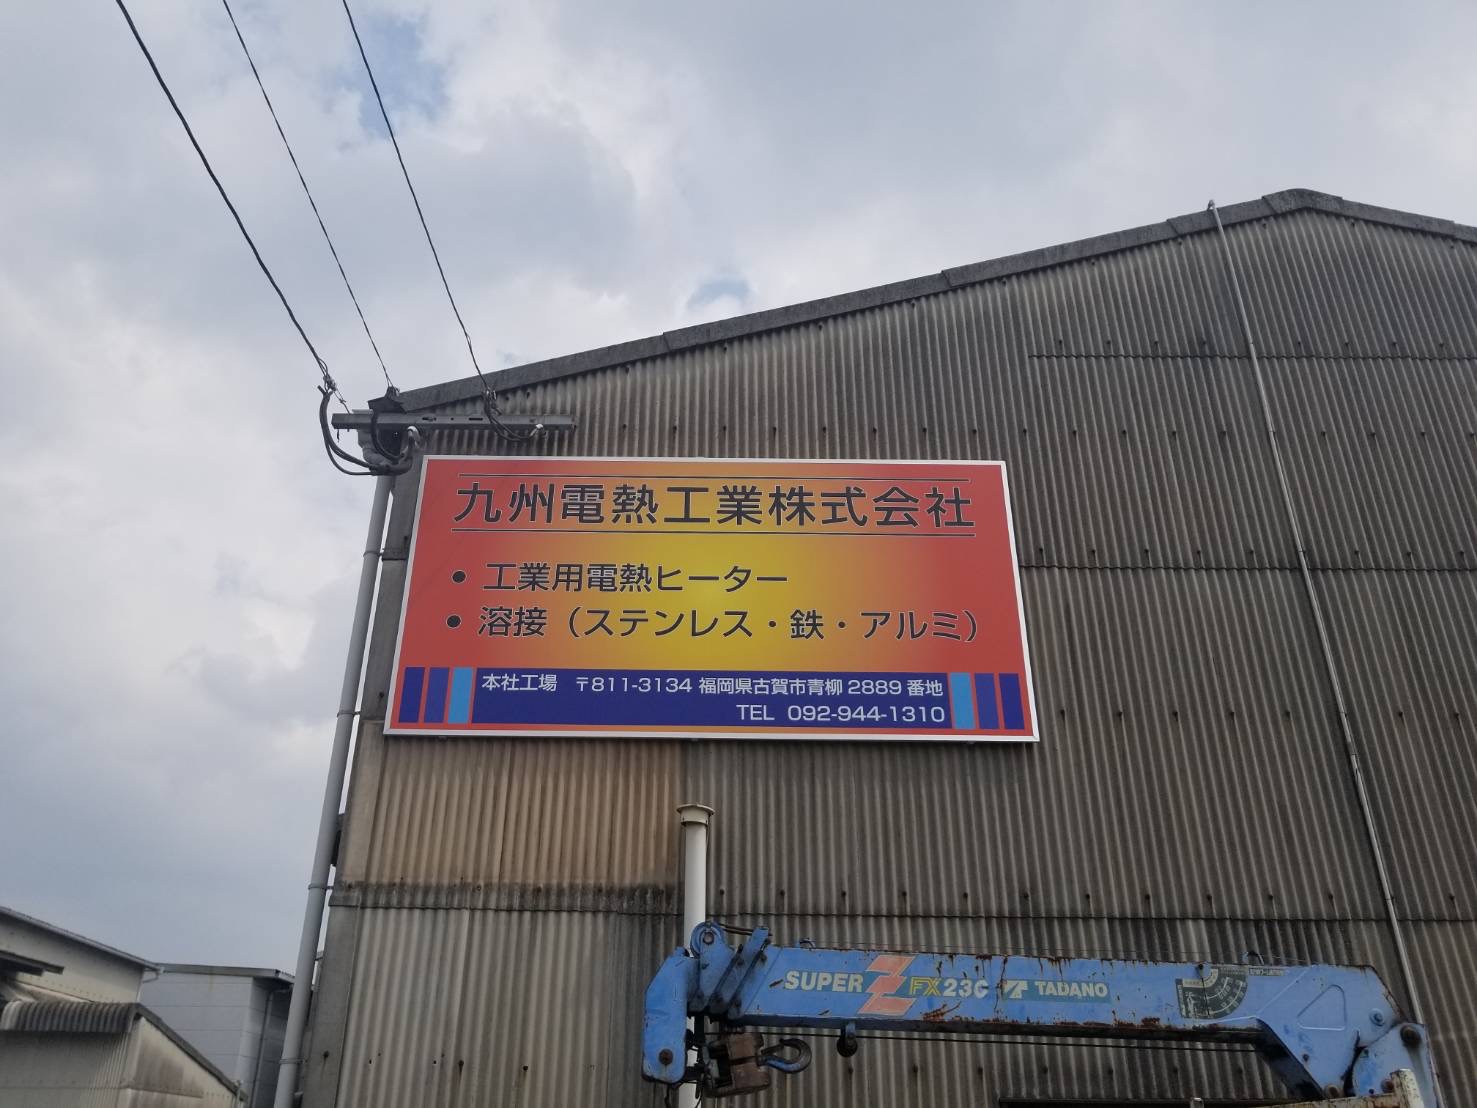 九州電熱工業株式会社
• 工業用電熱ヒーター
• 溶接（ステンレス・鉄・アルミ）
本社工場 〒811-3134 福岡県古賀市青柳 2889 番地
TEL 092-944-1310
SUPER Z FX 23C TADANO